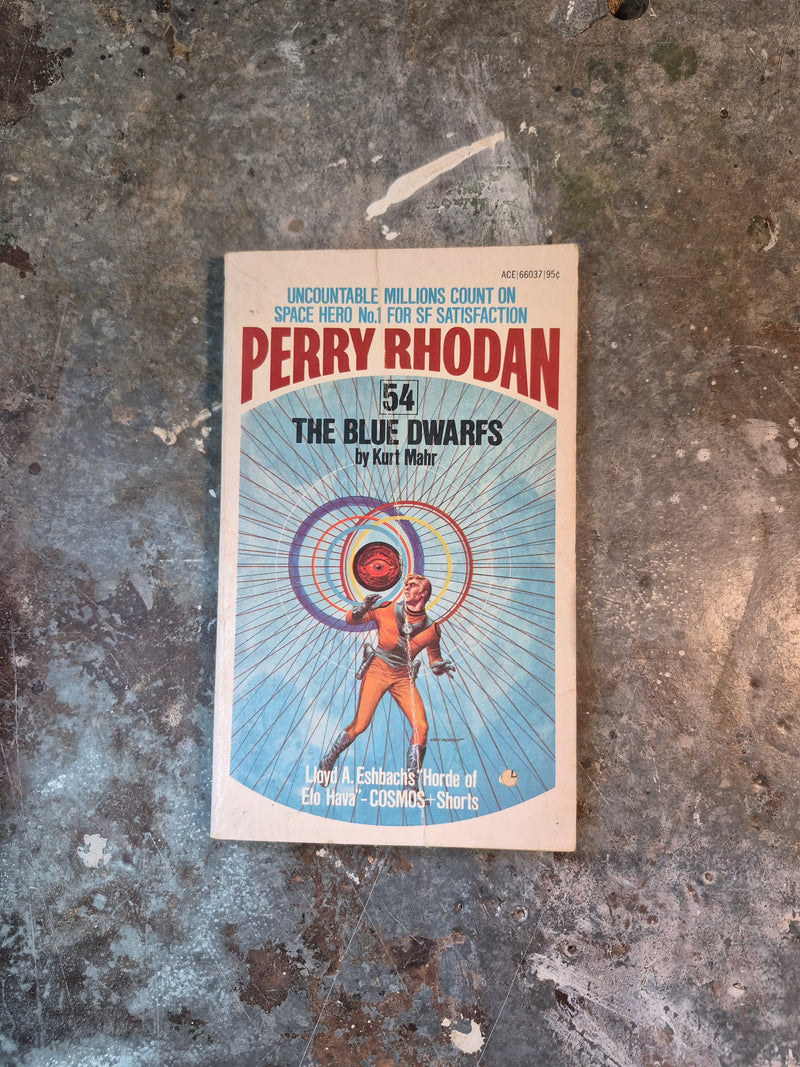 ACE|66037|95¢
UNCOUNTABLE MILLIONS COUNT ON
SPACE HERO No.1 FOR SF SATISFACTION
PERRY RHODAN
54
THE BLUE DWARFS
by Kurt Mahr
Lloyd A. Eshbach's "Horde of
Elo Hava"-COSMOS+Shorts